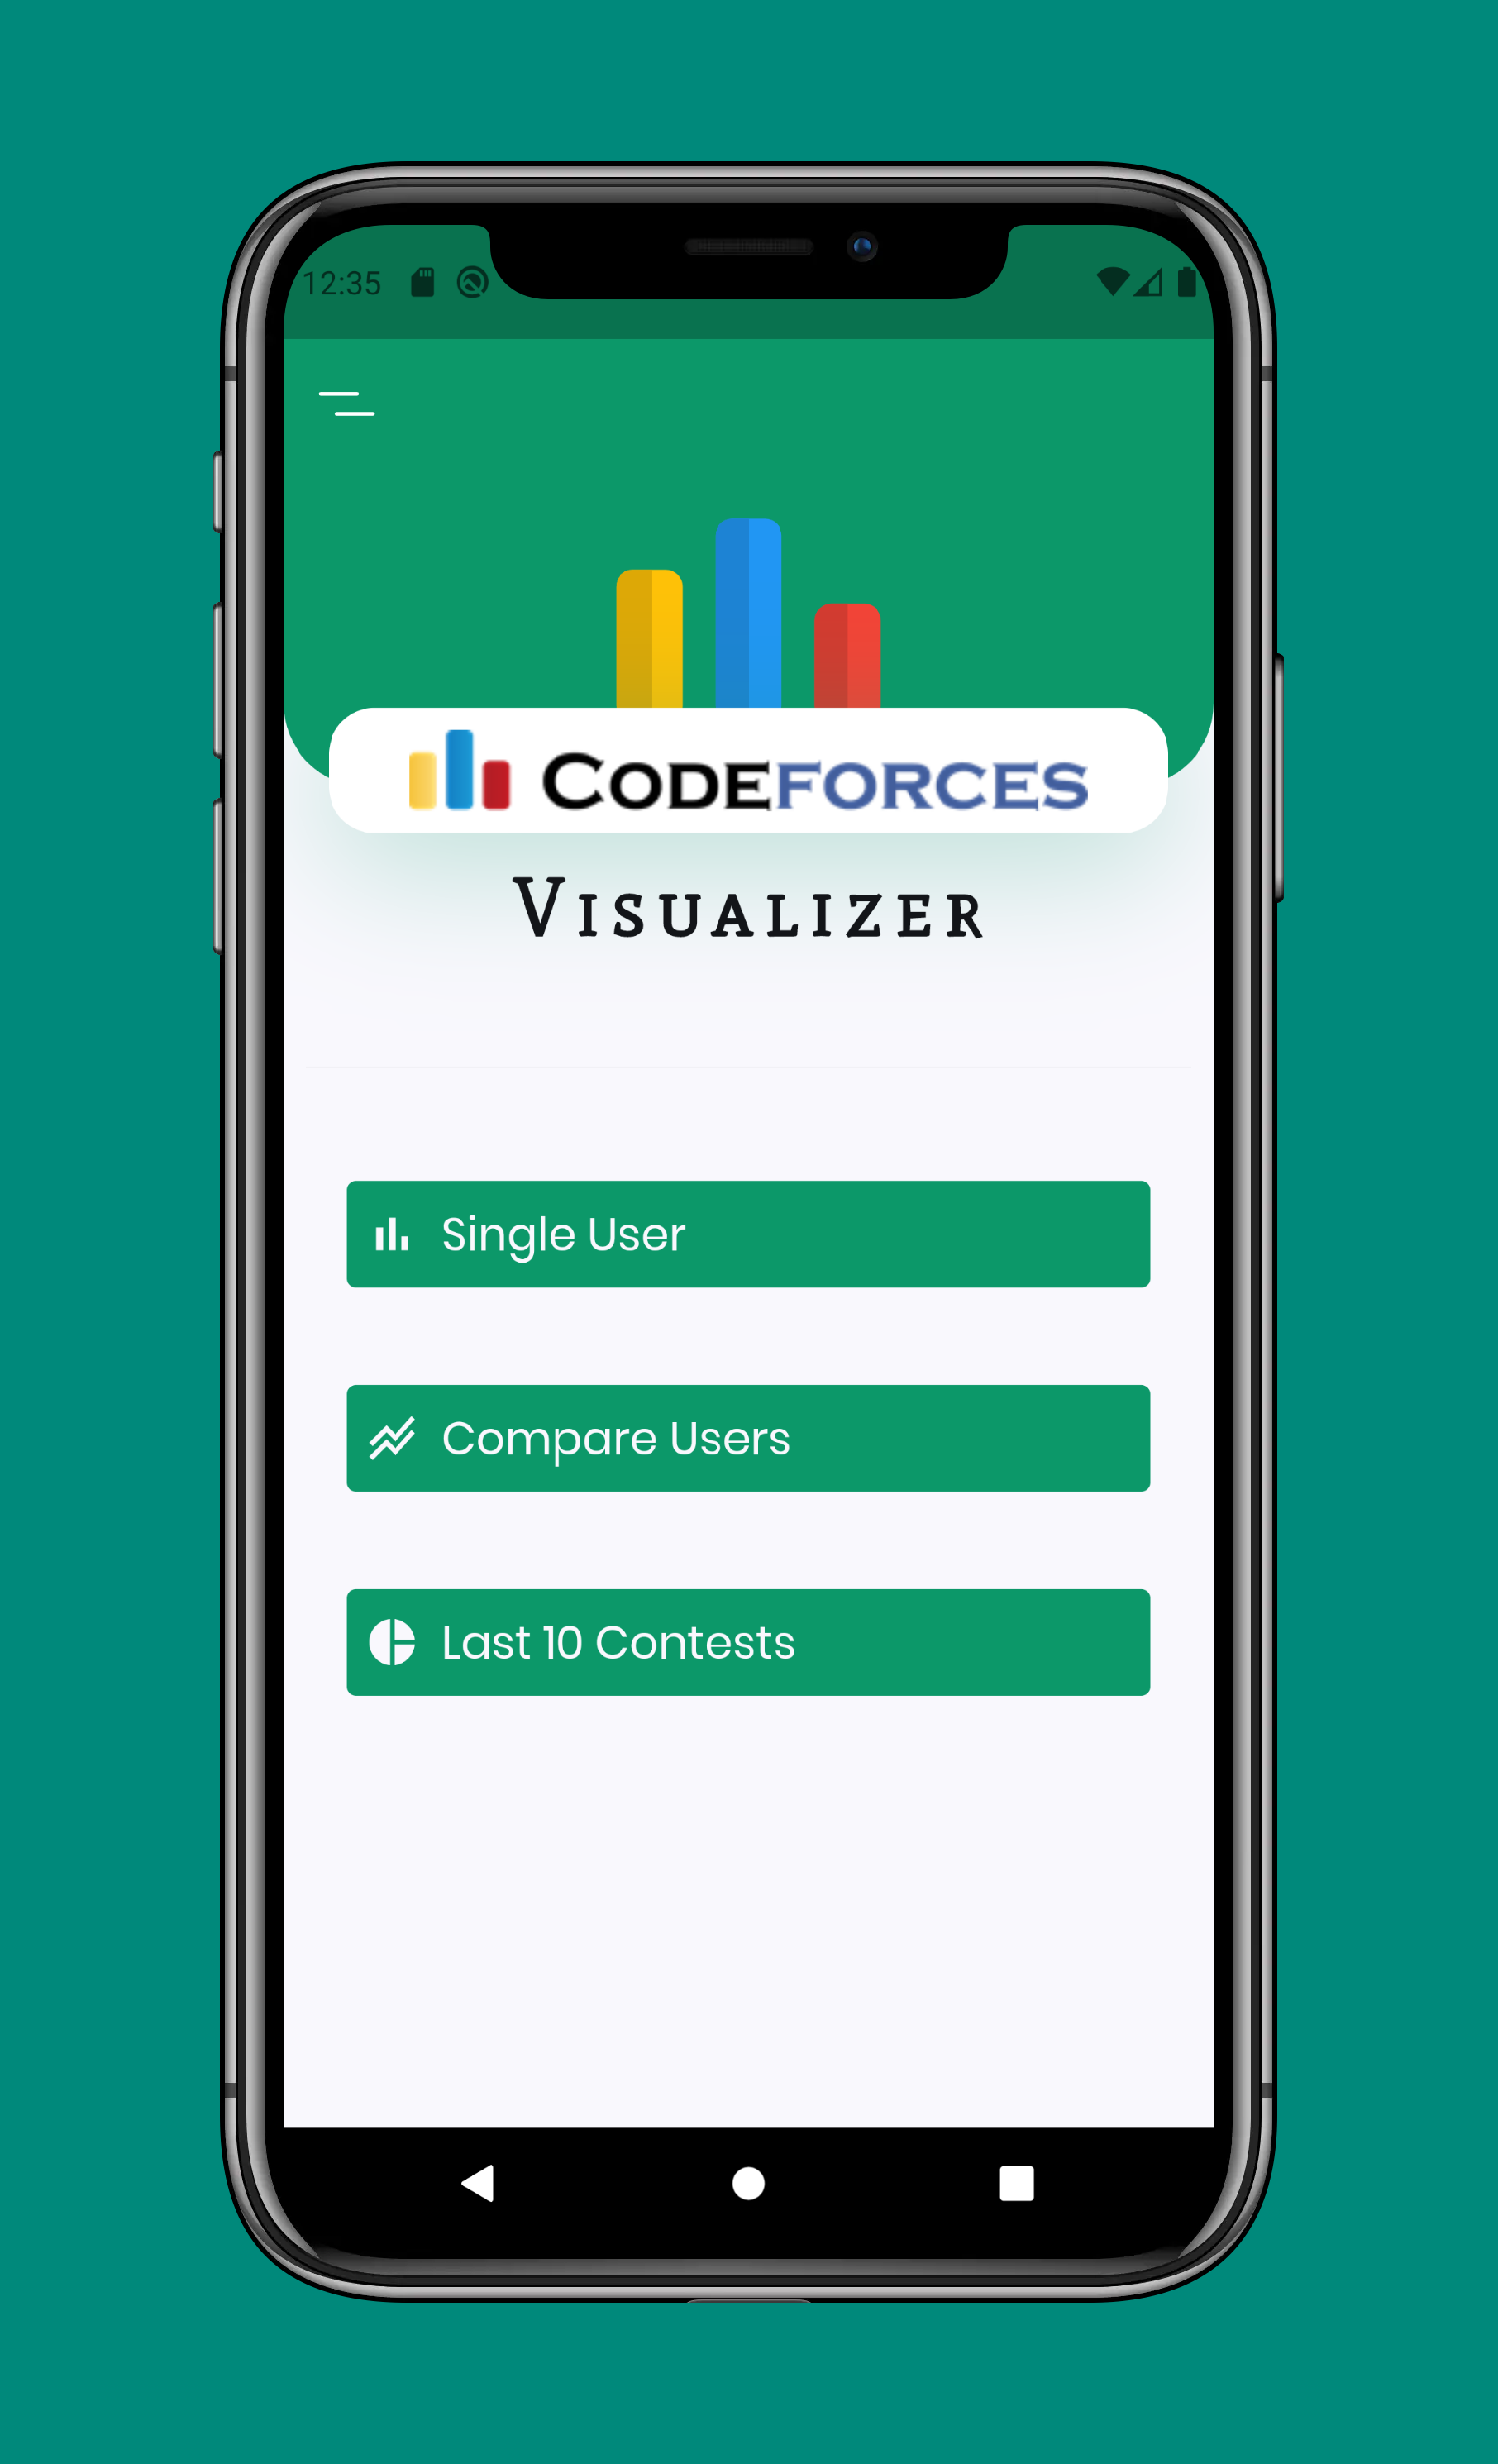 12:35
CODEFORCES
VISUALIZER
Single User
Compare Users
Last 10 Contests